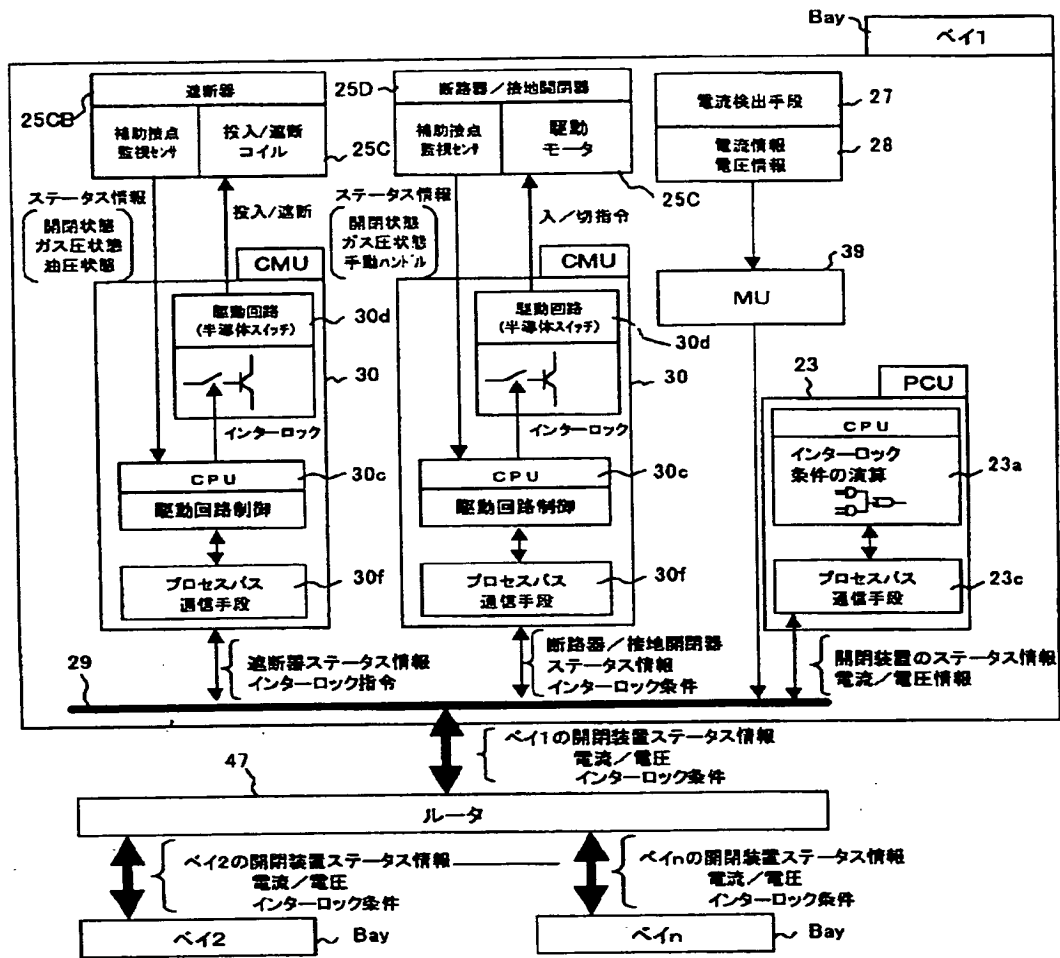 Bay
ベイ1
25CB
遮断器
補助接点
監視センサ
投入/遮断
コイル
25C
25D
断路器/接地開閉器
補助接点
監視センサ
駆動
モータ
25C
電流検出手段
27
電流情報
電圧情報
28
ステータス情報
開閉状態
ガス圧状態
油圧状態
投入/遮断
ステータス情報
開閉状態
ガス圧状態
手動ハンドル
入/切指令
CMU
駆動回路
(半導体スイッチ)
30d
30
インターロック
CPU
30c
駆動回路制御
プロセスバス
通信手段
30f
CMU
駆動回路
(半導体スイッチ)
30d
30
インターロック
CPU
30c
駆動回路制御
プロセスバス
通信手段
30f
39
MU
23
PCU
CPU
インターロック
条件の演算
23a
プロセスバス
通信手段
23c
29
遮断器ステータス情報
インターロック指令
断路器/接地開閉器
ステータス情報
インターロック条件
開閉装置のステータス情報
電流/電圧情報
ベイ1の開閉装置ステータス情報
電流/電圧
インターロック条件
47
ルータ
ベイ2の開閉装置ステータス情報
電流/電圧
インターロック条件
ベイnの開閉装置ステータス情報
電流/電圧
インターロック条件
ベイ2
Bay
ベイn
Bay